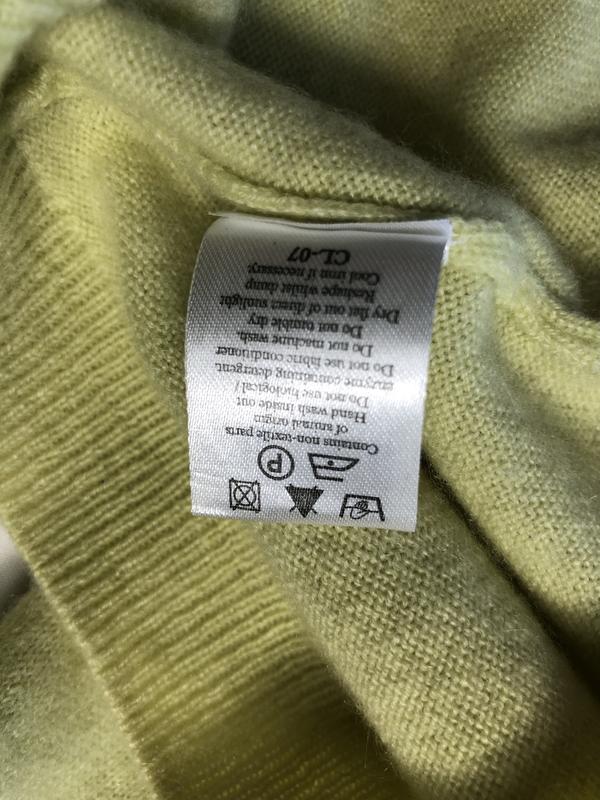 P
Contains non-textile parts
of animal origin
Hand wash inside out
Do not use biological /
enzyme containing detergent
Do not use fabric conditioner
Do not machine wash.
Do not tumble dry
Dry flat out of direct sunlight
Reshape whilst damp
Cool iron if necessary.
CL-07